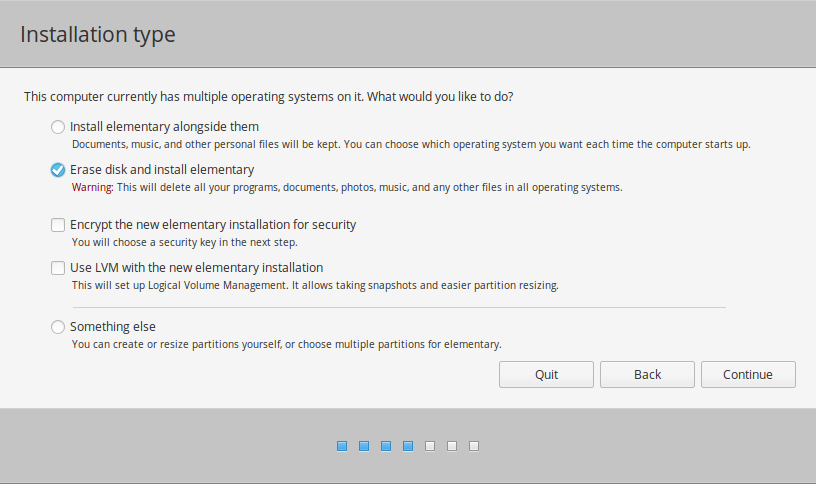 Installation type
This computer currently has multiple operating systems on it. What would you like to do?
Install elementary alongside them
Documents, music, and other personal files will be kept. You can choose which operating system you want each time the computer starts up.
Erase disk and install elementary
Warning: This will delete all your programs, documents, photos, music, and any other files in all operating systems.
Encrypt the new elementary installation for security
You will choose a security key in the next step.
Use LVM with the new elementary installation
This will set up Logical Volume Management. It allows taking snapshots and easier partition resizing.
Something else
You can create or resize partitions yourself, or choose multiple partitions for elementary.
Quit Back Continue